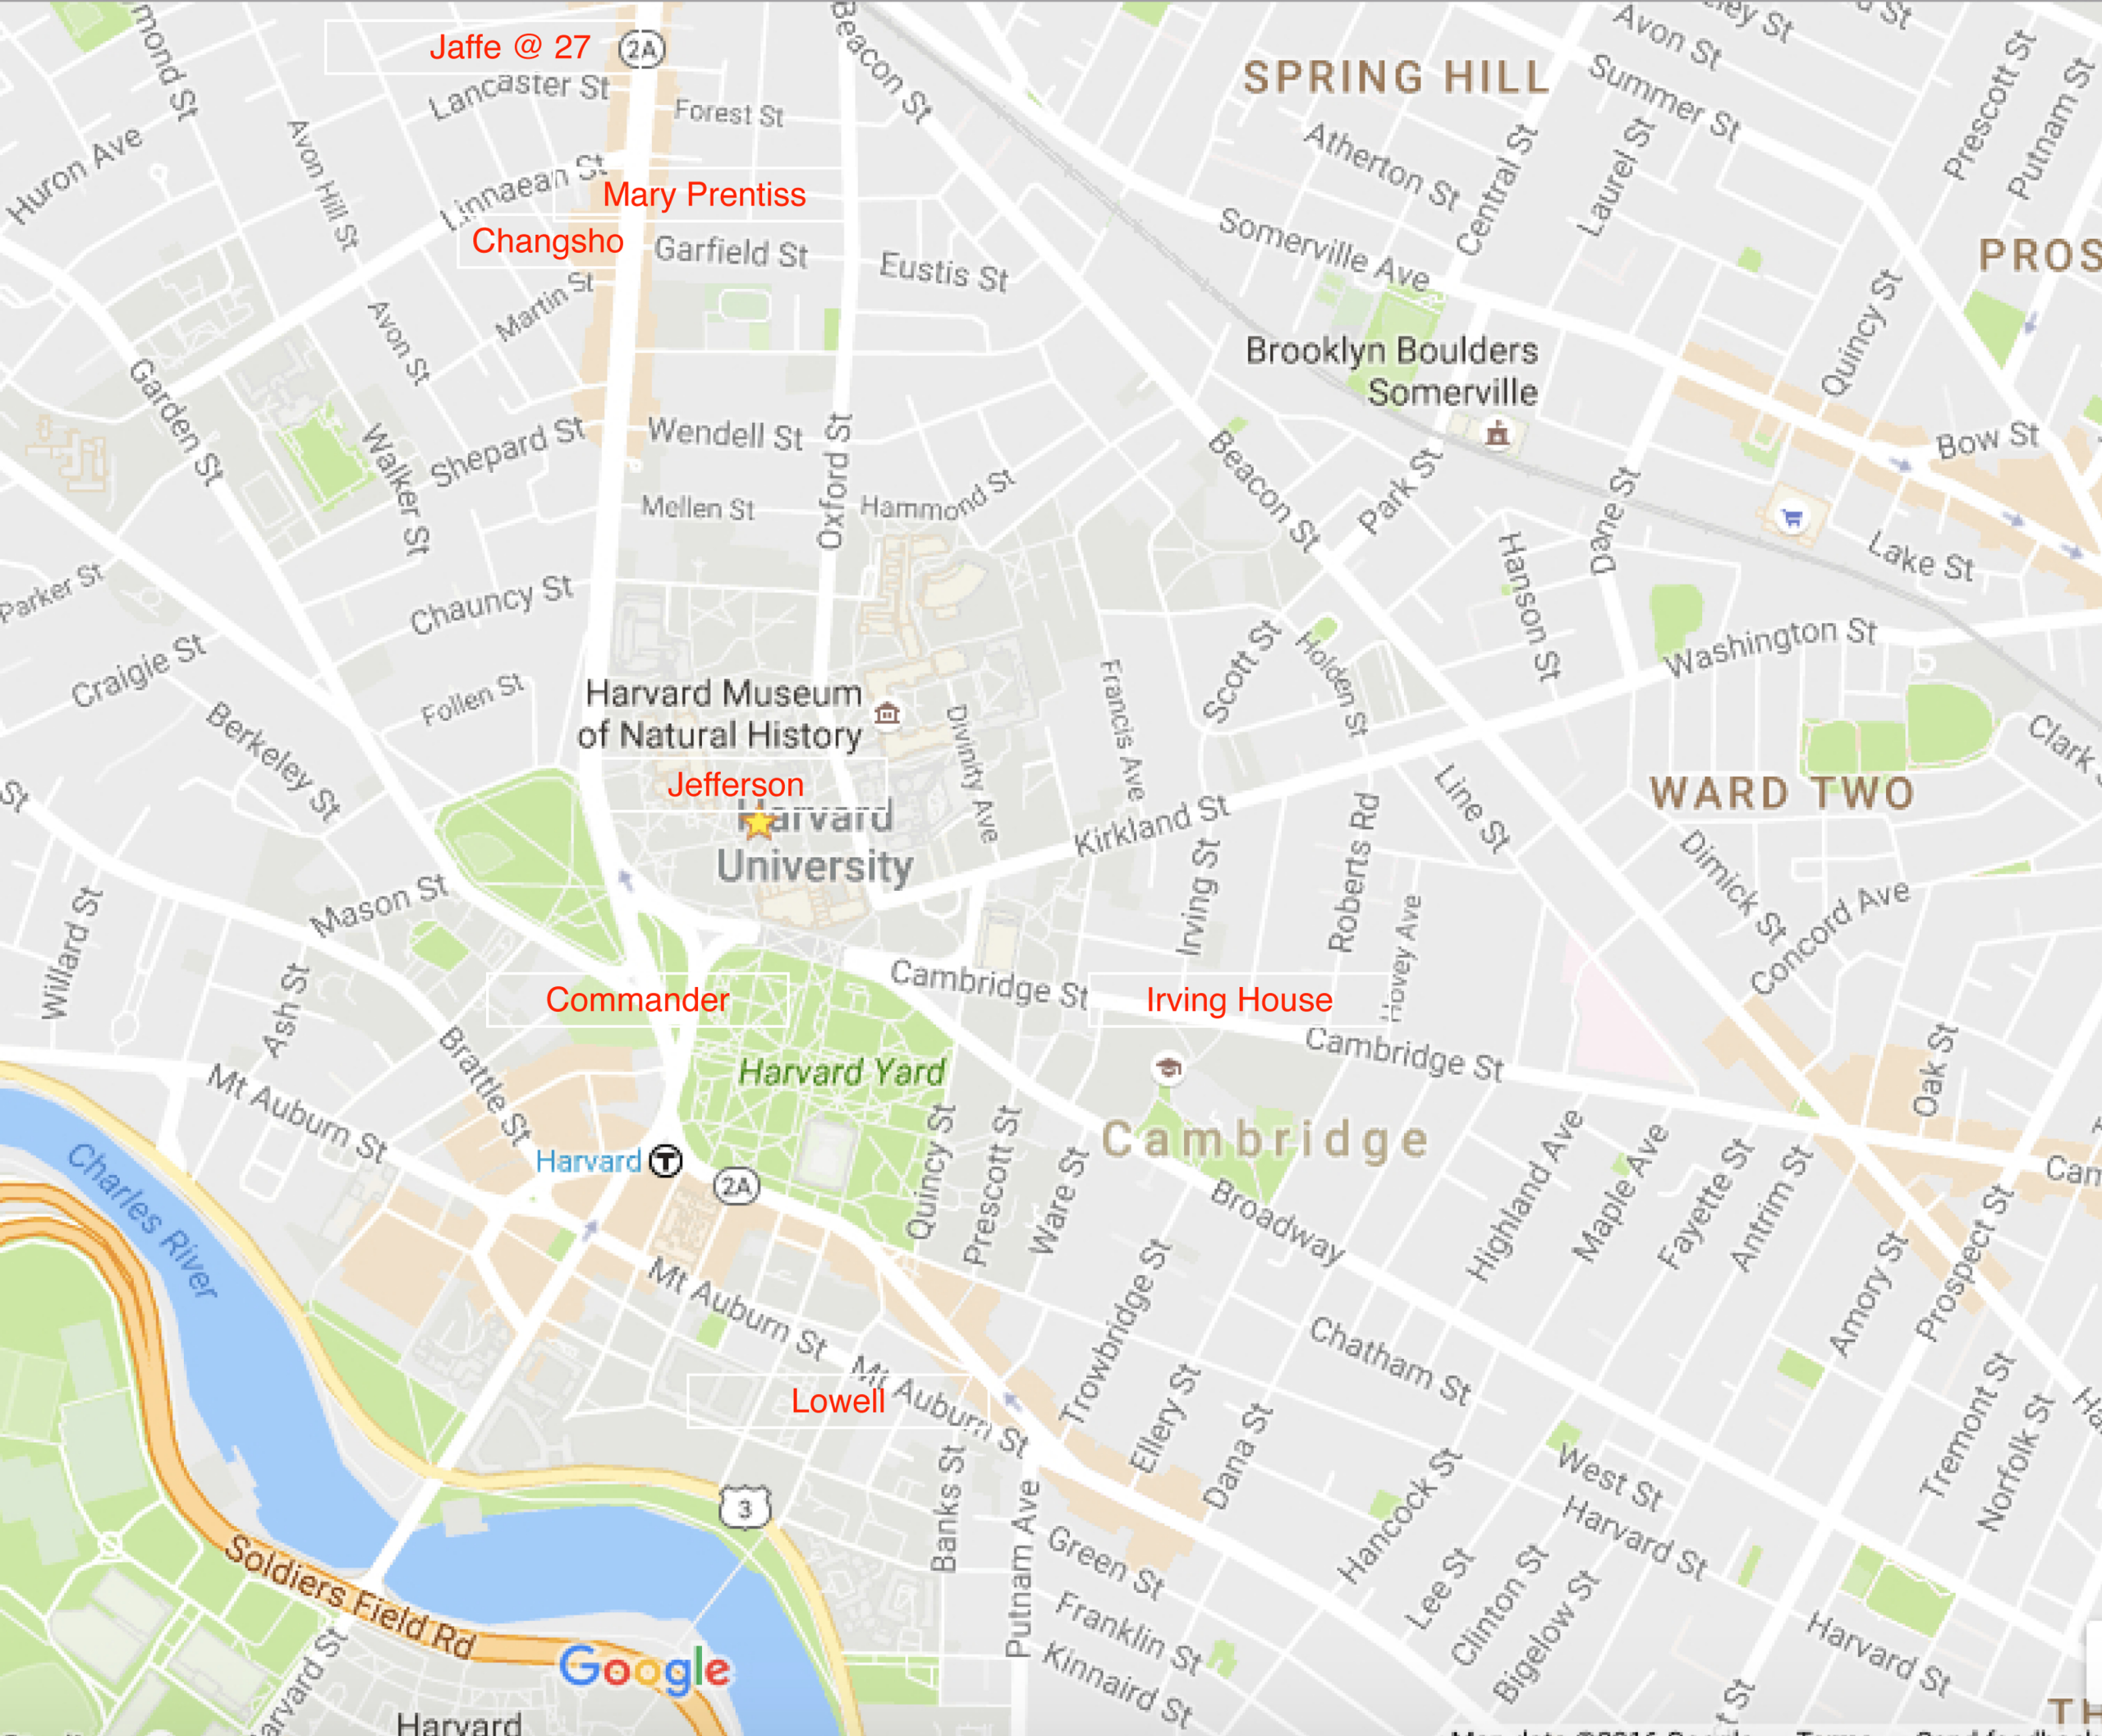 Jaffe @ 27
2A
Beacon St
Avon St
SPRING HILL
Summer St
Prescott St
Putnam St
Lancaster St
Forest St
Atherton St
Central St
Laurel St
Huron Ave
Avon Hill St
Linnaean St
Mary Prentiss
Changsho
Garfield St
Eustis St
Somerville Ave
PROS
Martin St
Avon St
Quincy St
Brooklyn Boulders
Somerville
Garden St
Walker St
Shepard St
Wendell St
Oxford St
Beacon St
Park St
Bow St
Mellen St
Hammond St
Dane St
Hanson St
Lake St
Parker St
Chauncy St
Craigie St
Washington St
Scott St
Holden St
Follen St
Berkeley St
Harvard Museum
of Natural History
Divinity Ave
Francis Ave
Clark
St
Jefferson
Harvard
University
Kirkland St
Line St
WARD TWO
Irving St
Roberts Rd
Hovey Ave
Dimick St
Concord Ave
Mason St
Willard St
Ash St
Commander
Cambridge St
Irving House
Cambridge St
Harvard Yard
Brattle St
Mt Auburn St
Oak St
Charles River
Harvard
T
2A
Quincy St
Prescott St
Ware St
Cambridge
Broadway
Highland Ave
Maple Ave
Fayette St
Antrim St
Cam
Amory St
Prospect St
Mt Auburn St
Trowbridge St
Chatham St
Lowell
Mt Auburn St
Ellery St
Dana St
Tremont St
Norfolk St
Ha
Hancock St
West St
Harvard St
3
Banks St
Putnam Ave
Green St
Lee St
Clinton St
Bigelow St
Soldiers Field Rd
Franklin St
Kinnaird St
Harvard St
Google
Harvard
St
TH